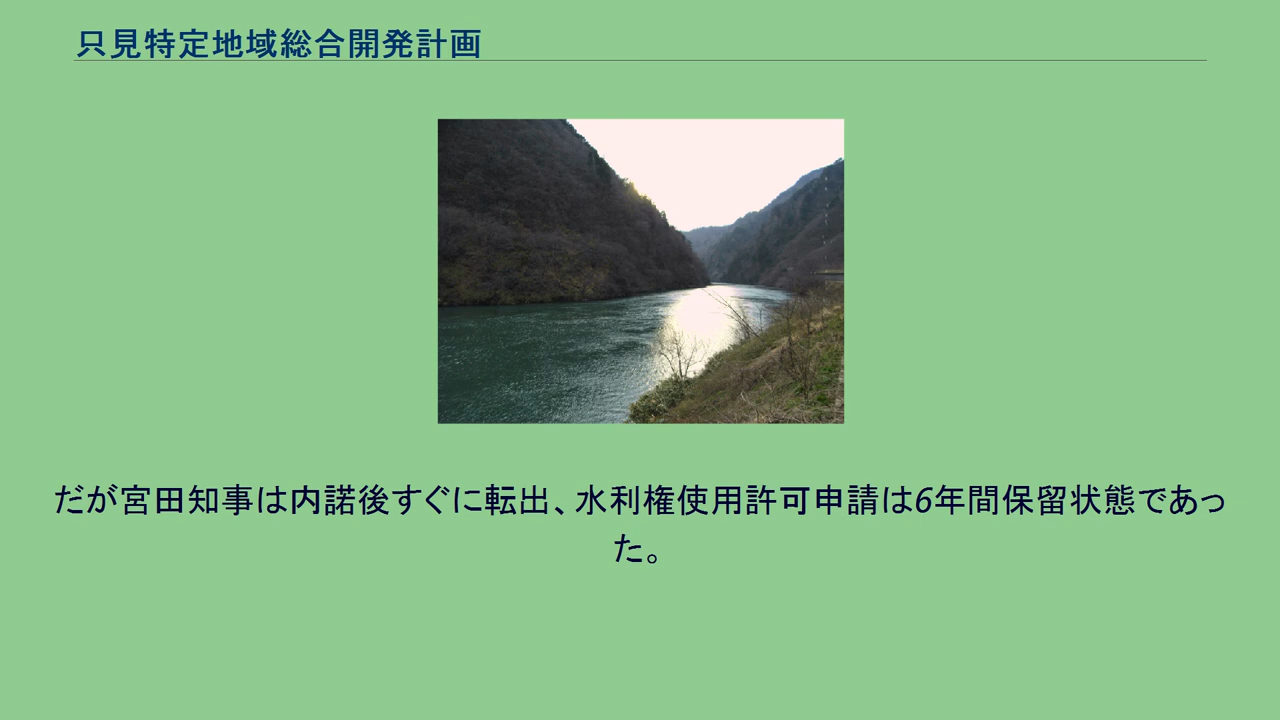 只見特定地域総合開発計画
だが宮田知事は内諾後すぐに転出、水利権使用許可申請は6年間保留状態であっ
た。